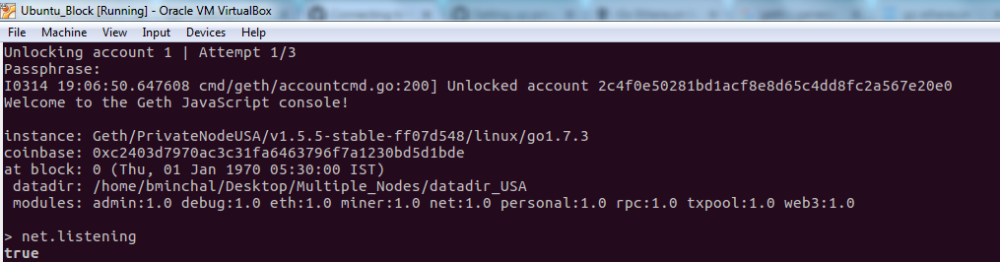 Ubuntu_Block [Running] - Oracle VM VirtualBox
File Machine View Input Devices Help
Unlocking account 1 | Attempt 1/3
Passphrase:
I0314 19:06:50.647608 cmd/geth/accountcmd.go:200] Unlocked account 2c4f0e50281bd1acf8e8d65c4dd8fc2a567e20e0
Welcome to the Geth JavaScript console!
instance: Geth/PrivateNodeUSA/v1.5.5-stable-ff07d548/linux/go1.7.3
coinbase: 0xc2403d7970ac3c31fa6463796f7a1230bd5d1bde
at block: 0 (Thu, 01 Jan 1970 05:30:00 IST)
datadir: /home/bminchal/Desktop/Multiple_Nodes/datadir_USA
modules: admin:1.0 debug:1.0 eth:1.0 miner:1.0 net:1.0 personal:1.0 rpc:1.0 txpool:1.0 web3:1.0
> net.listening
true